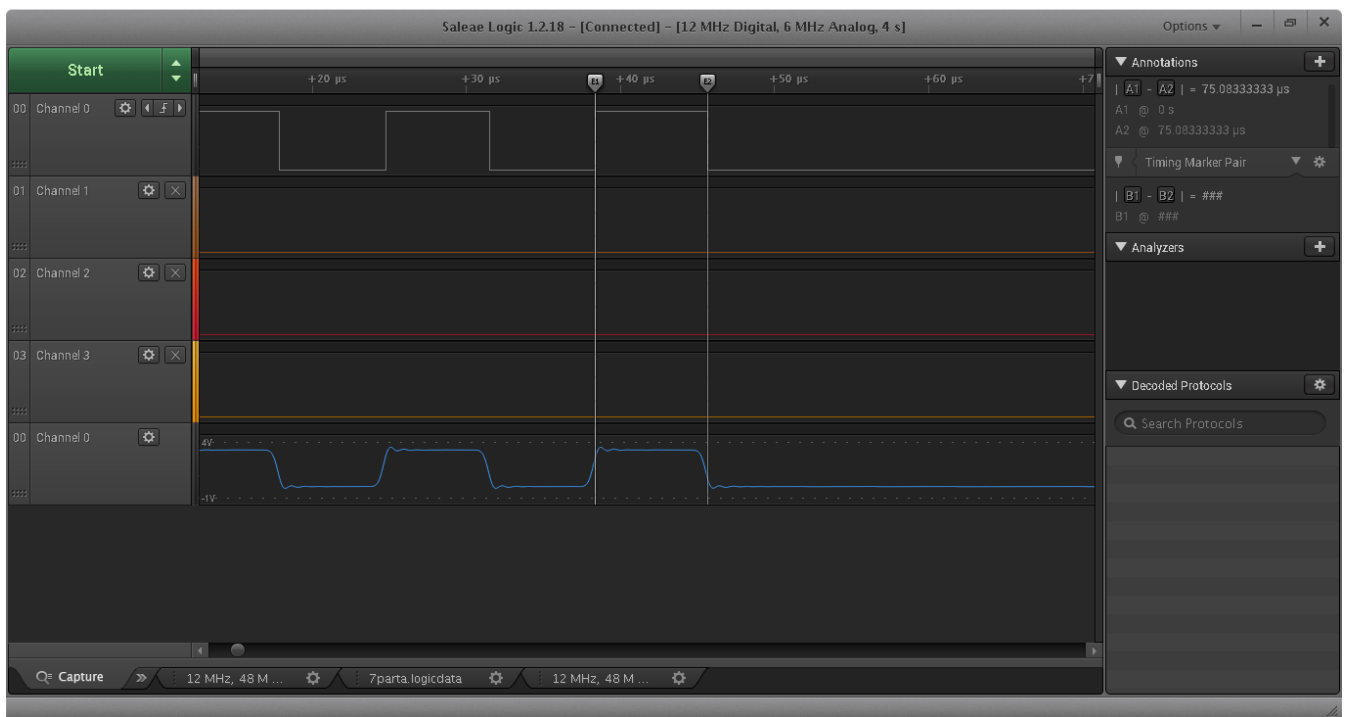 Saleae Logic 1.2.18 – [Connected] – [12 MHz Digital, 6 MHz Analog, 4 s]
Options
Start
+20 µs +30 µs E1 +40 µs E2 +50 µs +60 µs +7
00 Channel 0
01 Channel 1
02 Channel 2
03 Channel 3
00 Channel 0
4V
-1V
Annotations
| A1 - A2 | = 75.08333333 µs
A1 @ 0 s
A2 @ 75.08333333 µs
Timing Marker Pair
| B1 - B2 | = ###
B1 @ ###
Analyzers
Decoded Protocols
Search Protocols
Capture 12 MHz, 48 M ... 7parta.logicdata 12 MHz, 48 M ...